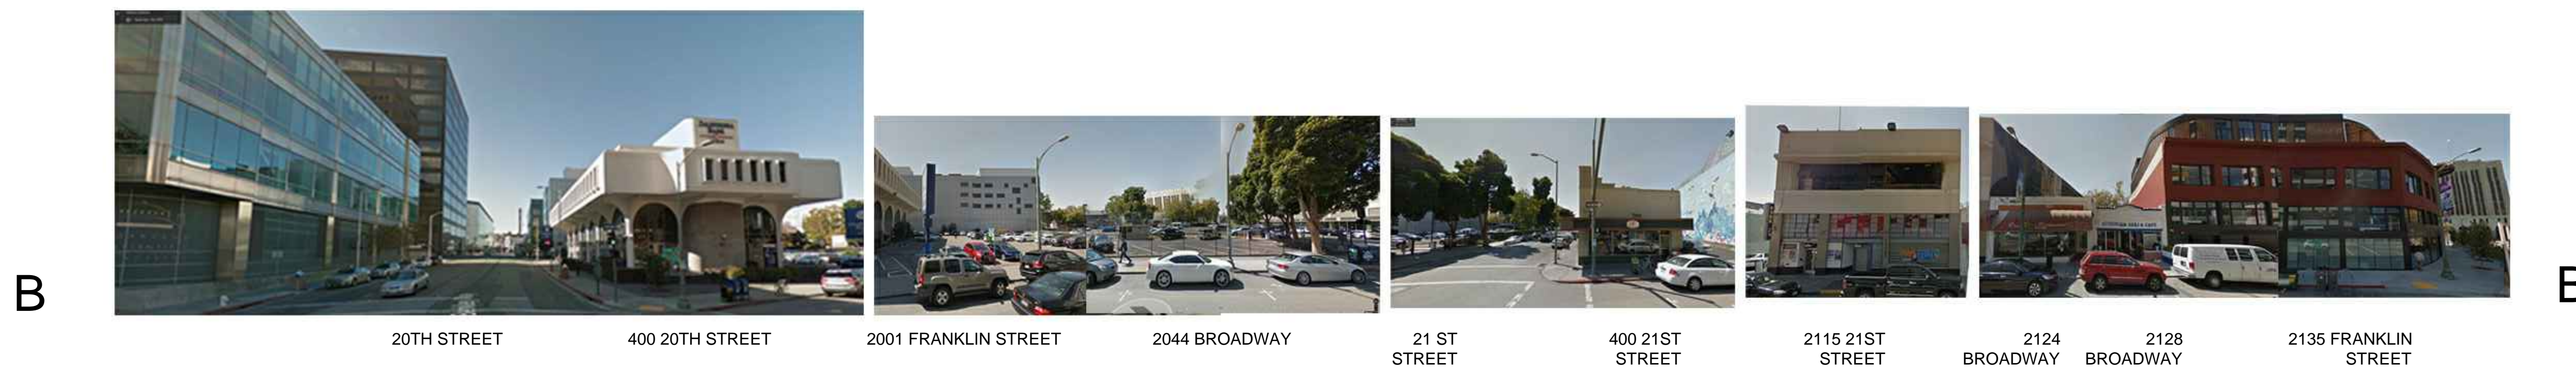 B
20TH STREET
400 20TH STREET
2001 FRANKLIN STREET
2044 BROADWAY
21 ST
STREET
400 21ST
STREET
2115 21ST
STREET
2124
BROADWAY
2128
BROADWAY
2135 FRANKLIN
STREET